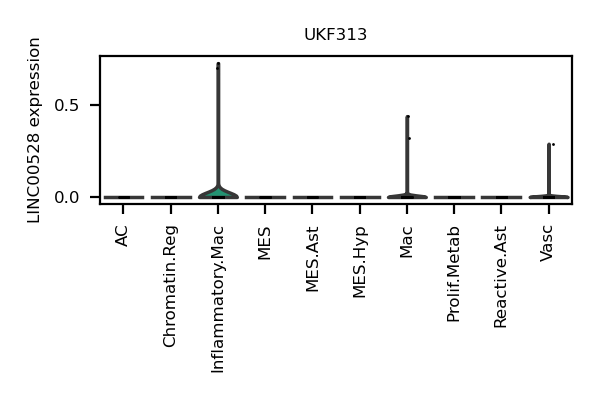 UKF313
LINC00528 expression
0.5
0.0
AC
Chromatin.Reg
Inflammatory.Mac
MES
MES.Ast
MES.Hyp
Mac
Prolif.Metab
Reactive.Ast
Vasc